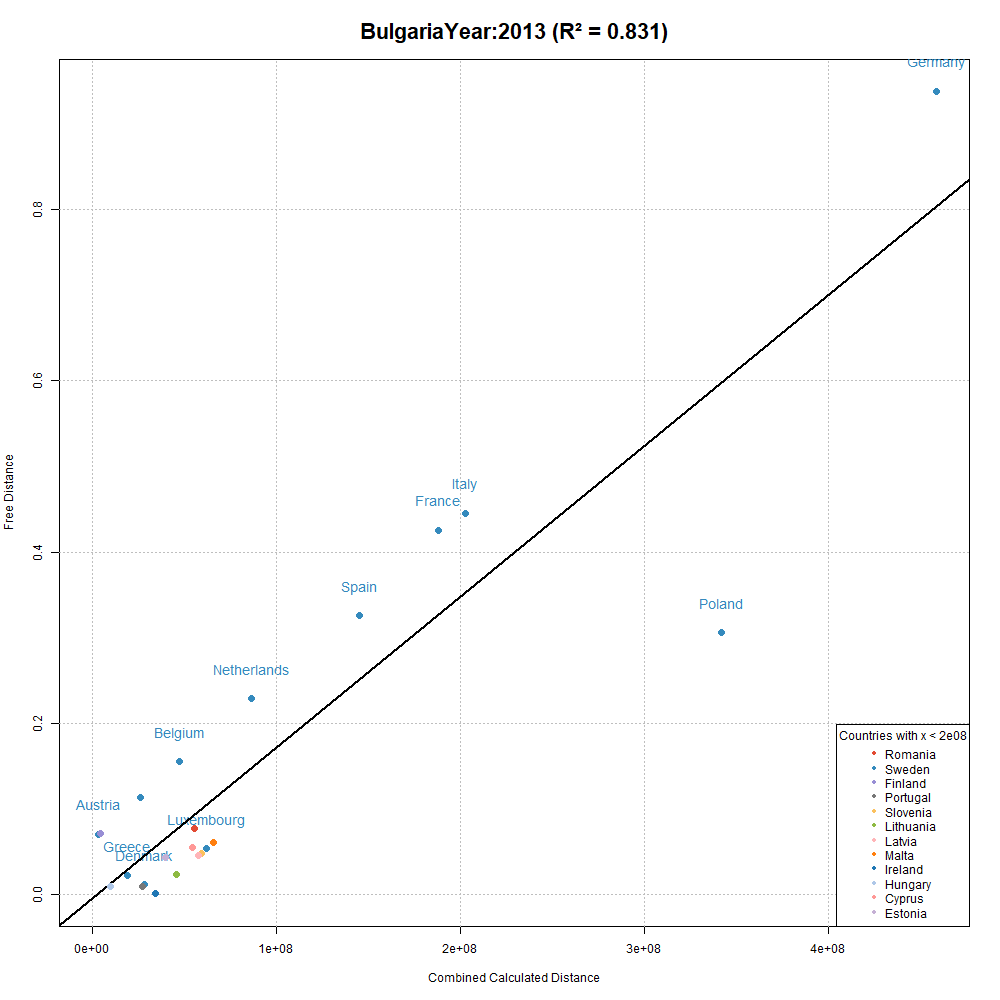 BulgariaYear:2013 (R² = 0.831)
Germany
Italy
France
Spain
Poland
Netherlands
Belgium
Austria
Luxembourg
Greece
Denmark
Free Distance
0.8
0.6
0.4
0.2
0.0
Countries with x < 2e08
Romania
Sweden
Finland
Portugal
Slovenia
Lithuania
Latvia
Malta
Ireland
Hungary
Cyprus
Estonia
0e+00 1e+08 2e+08 3e+08 4e+08
Combined Calculated Distance